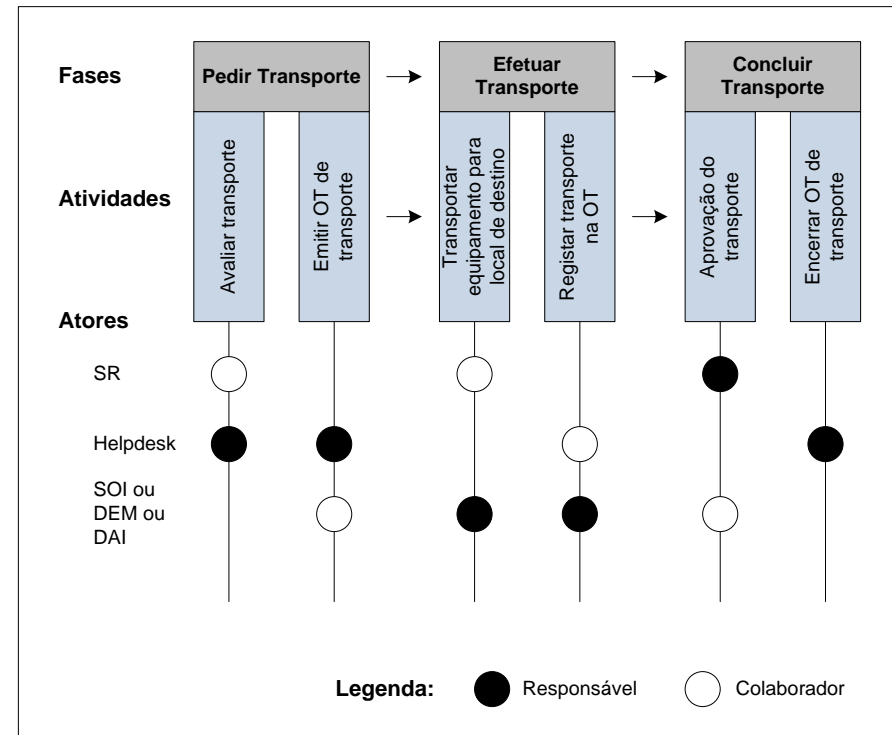 Fases
Pedir Transporte
Efetuar
Transporte
Concluir
Transporte
Atividades
Avaliar transporte
Emitir OT de
transporte
Transportar
equipamento para
local de destino
Registar transporte
na OT
Aprovação do
transporte
Encerrar OT de
transporte
Atores
SR
Helpdesk
SOI ou
DEM ou
DAI
Legenda:
Responsável
Colaborador